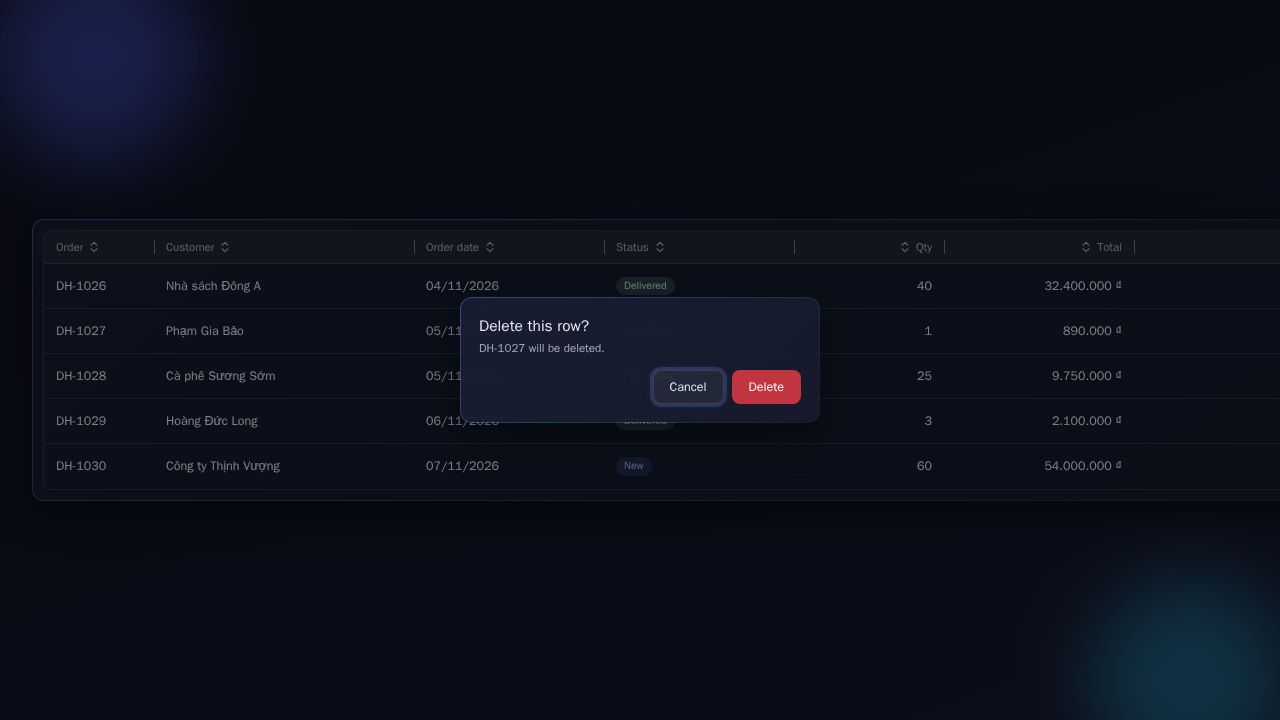 Order Customer Order date Status Qty Total
DH-1026 Nhà sách Đông A 04/11/2026 Delivered 40 32.400.000 ₫
DH-1027 Phạm Gia Bảo 05/11 1 890.000 ₫
DH-1028 Cà phê Sương Sớm 05/11 25 9.750.000 ₫
DH-1029 Hoàng Đức Long 06/11/2026 Delivered 3 2.100.000 ₫
DH-1030 Công ty Thịnh Vượng 07/11/2026 New 60 54.000.000 ₫
Delete this row?
DH-1027 will be deleted.
Cancel Delete